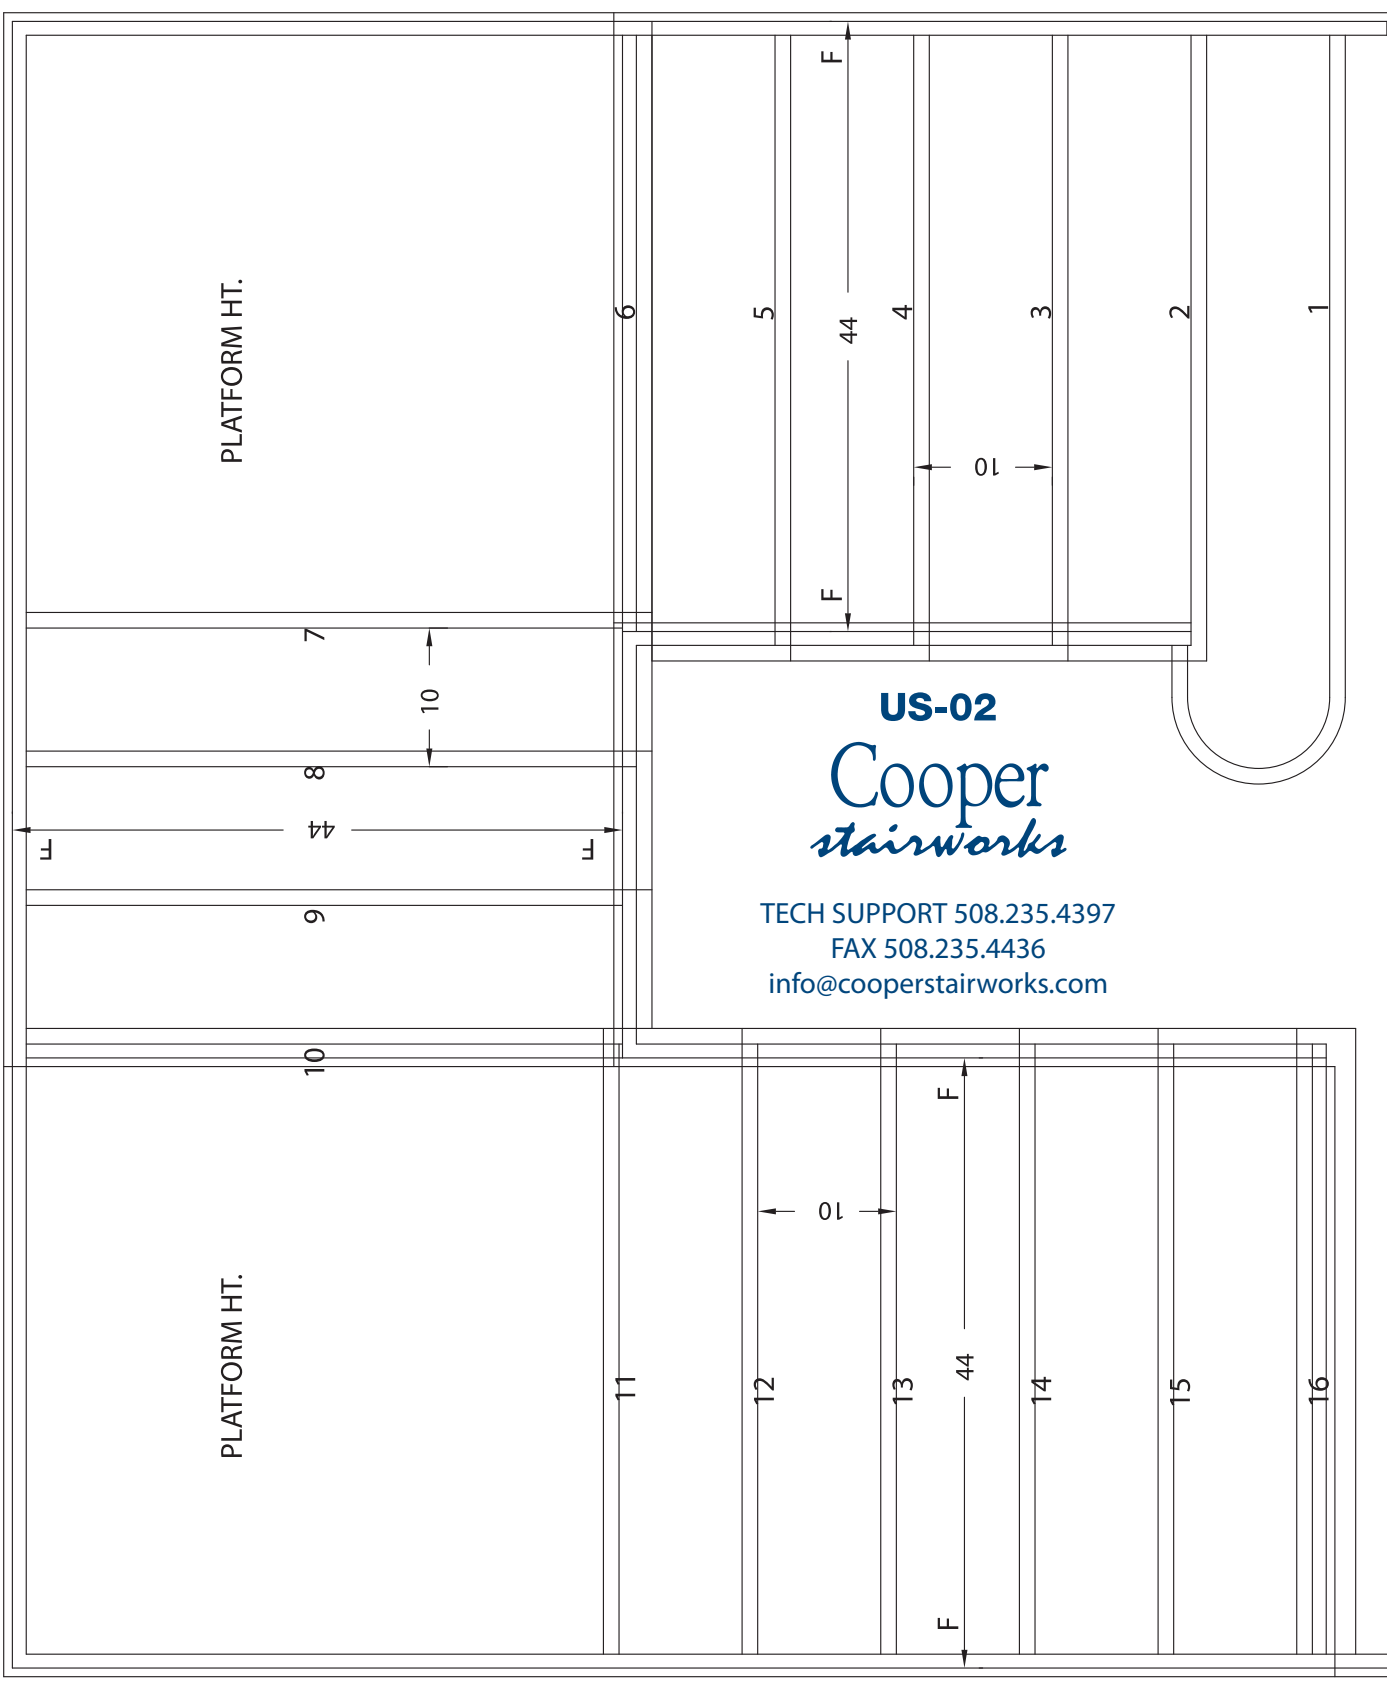 F
PLATFORM HT.
6
5
4
3
2
1
44
10
F
7
10
8
44
F
F
9
10
US-02
Cooper
stairworks
TECH SUPPORT 508.235.4397
FAX 508.235.4436
info@cooperstairworks.com
F
10
PLATFORM HT.
11
12
13
14
15
16
44
F